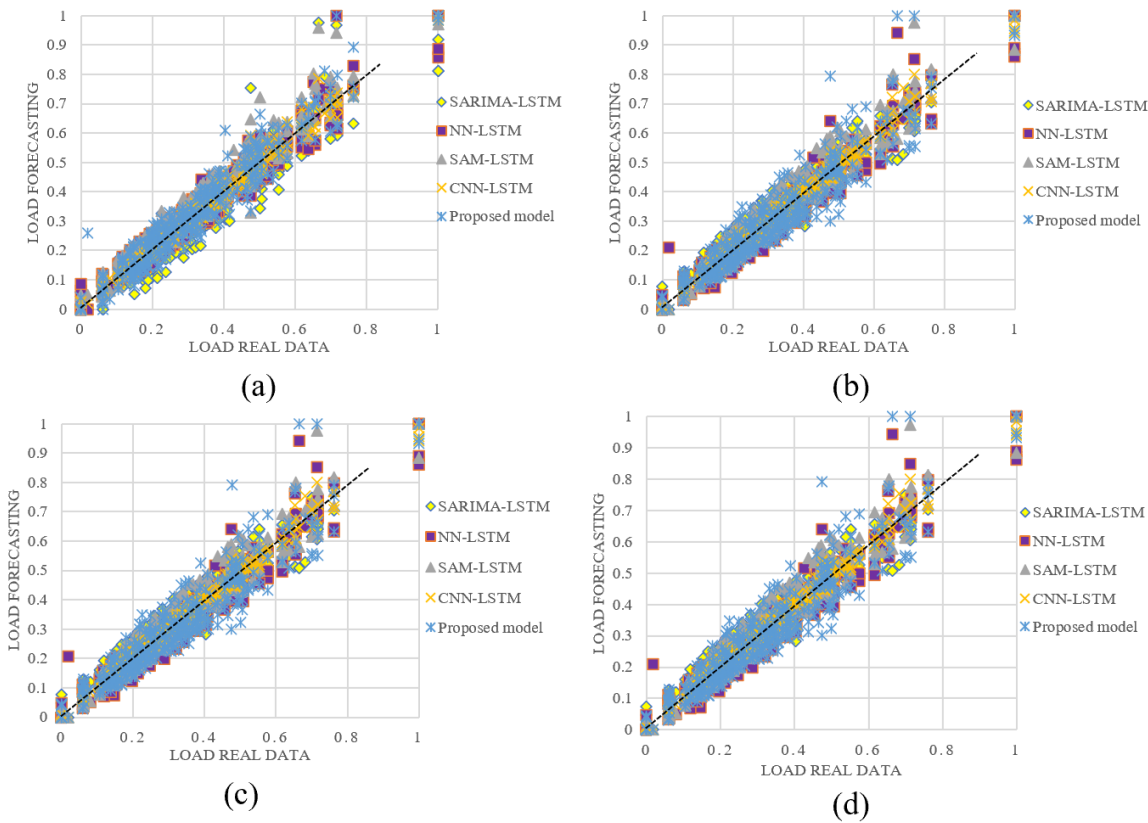 LOAD FORECASTING
1
0.9
0.8
0.7
0.6
0.5
0.4
0.3
0.2
0.1
0
0 0.2 0.4 0.6 0.8 1
LOAD REAL DATA
SARIMA-LSTM
NN-LSTM
SAM-LSTM
CNN-LSTM
Proposed model
(a)
LOAD FORECASTING
1
0.9
0.8
0.7
0.6
0.5
0.4
0.3
0.2
0.1
0
0 0.2 0.4 0.6 0.8 1
LOAD REAL DATA
SARIMA-LSTM
NN-LSTM
SAM-LSTM
CNN-LSTM
Proposed model
(b)
LOAD FORECASTING
1
0.9
0.8
0.7
0.6
0.5
0.4
0.3
0.2
0.1
0
0 0.2 0.4 0.6 0.8 1
LOAD REAL DATA
SARIMA-LSTM
NN-LSTM
SAM-LSTM
CNN-LSTM
Proposed model
(c)
LOAD FORECASTING
1
0.9
0.8
0.7
0.6
0.5
0.4
0.3
0.2
0.1
0
0 0.2 0.4 0.6 0.8 1
LOAD REAL DATA
SARIMA-LSTM
NN-LSTM
SAM-LSTM
CNN-LSTM
Proposed model
(d)